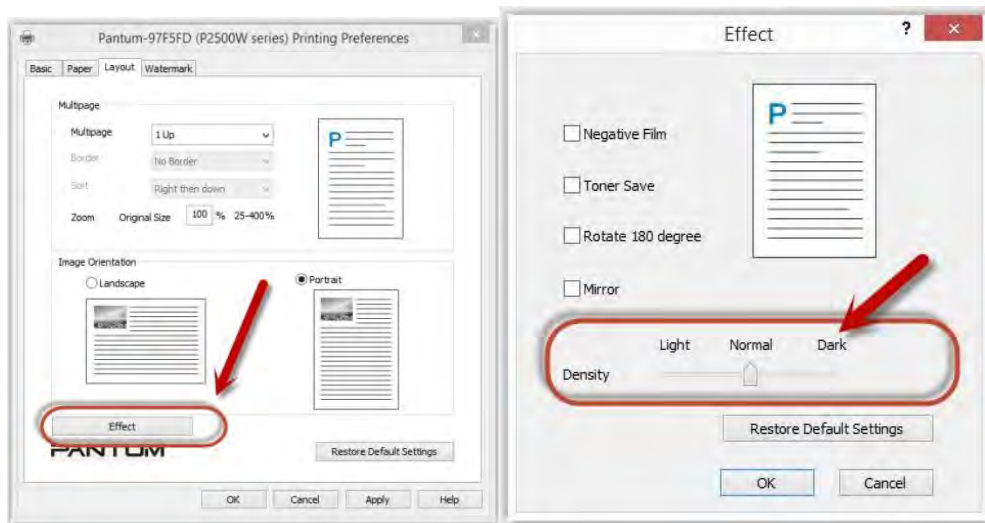 Pantum-97F5FD (P2500W series) Printing Preferences
Basic Paper Layout Watermark
Multipage
Multipage 1 Up
Border No Border
Sort Right then down
Zoom Original Size 100 % 25-400%
P
Image Orientation
Landscape Portrait
Effect
PANTUM
Restore Default Settings
OK Cancel Apply Help
Effect ?
P
Negative Film
Toner Save
Rotate 180 degree
Mirror
Light Normal Dark
Density
Restore Default Settings
OK Cancel